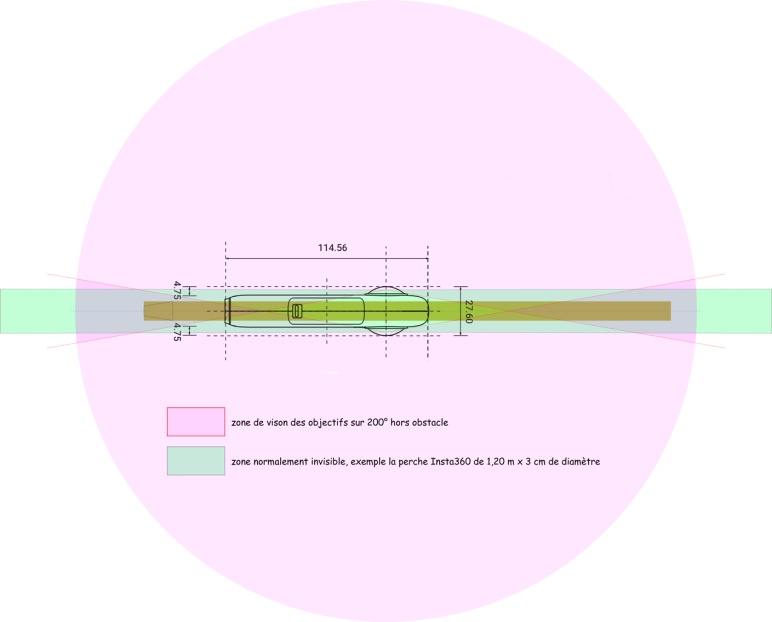 114.56
4.75
27.60
4.75
zone de vison des objectifs sur 200° hors obstacle
zone normalement invisible, exemple la perche Insta360 de 1,20 m x 3 cm de diamètre